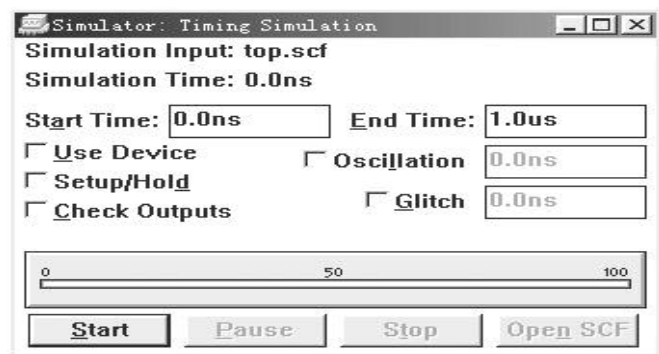 Simulator: Timing Simulation
Simulation Input: top.scf
Simulation Time: 0.0ns
Start Time: 0.0ns End Time: 1.0us
Use Device Oscillation 0.0ns
Setup/Hold
Check Outputs Glitch 0.0ns
0 50 100
Start Pause Stop Open SCF